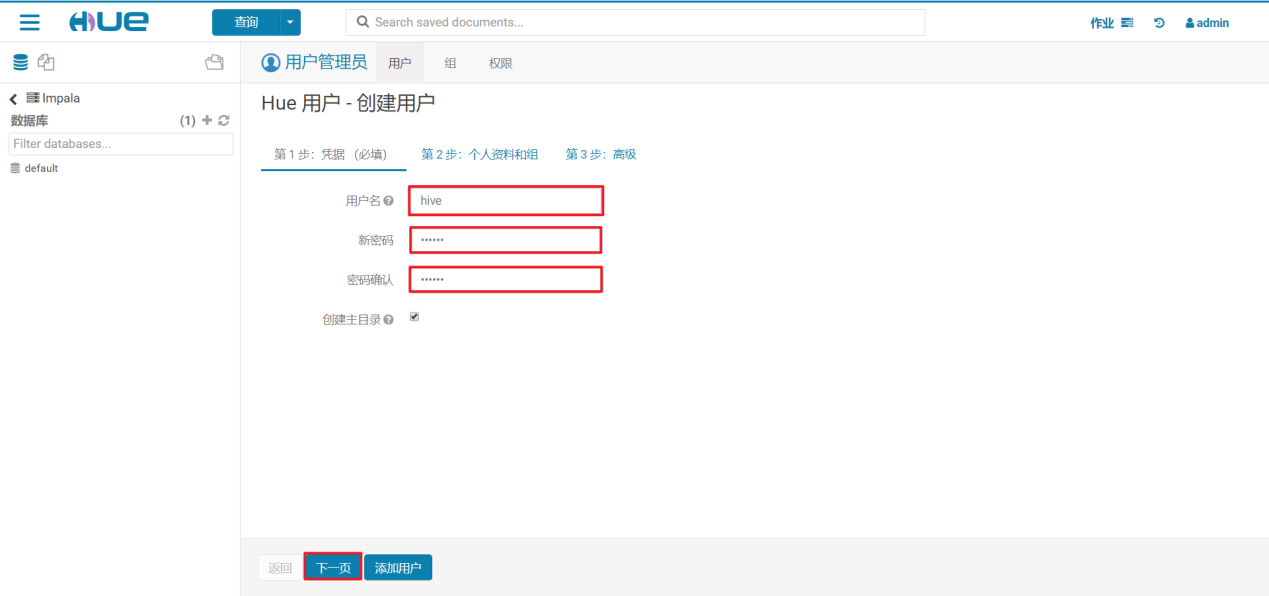 HUE
查询
Search saved documents...
作业
admin
用户管理员
用户
组
权限
Impala
数据库
(1)
Filter databases...
default
Hue 用户 - 创建用户
第 1 步：凭据 （必填）
第 2 步：个人资料和组
第 3 步：高级
用户名
hive
新密码
······
密码确认
······
创建主目录
返回
下一页
添加用户